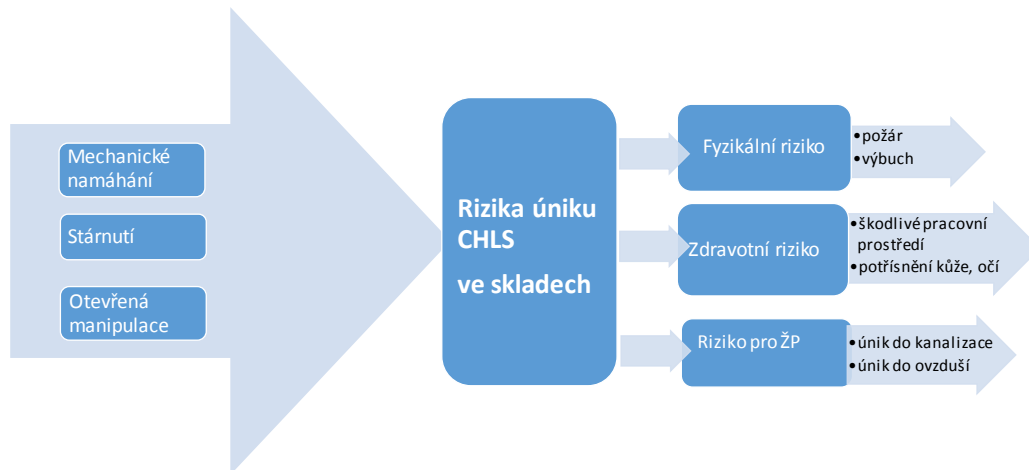 Mechanické
namáhání
Stárnutí
Otevřená
manipulace
Rizika úniku
CHLS
ve skladech
Fyzikální riziko
•požár
•výbuch
Zdravotní riziko
•škodlivé pracovní
prostředí
•potřísnění kůže, očí
Riziko pro ŽP
•únik do kanalizace
•únik do ovzduší